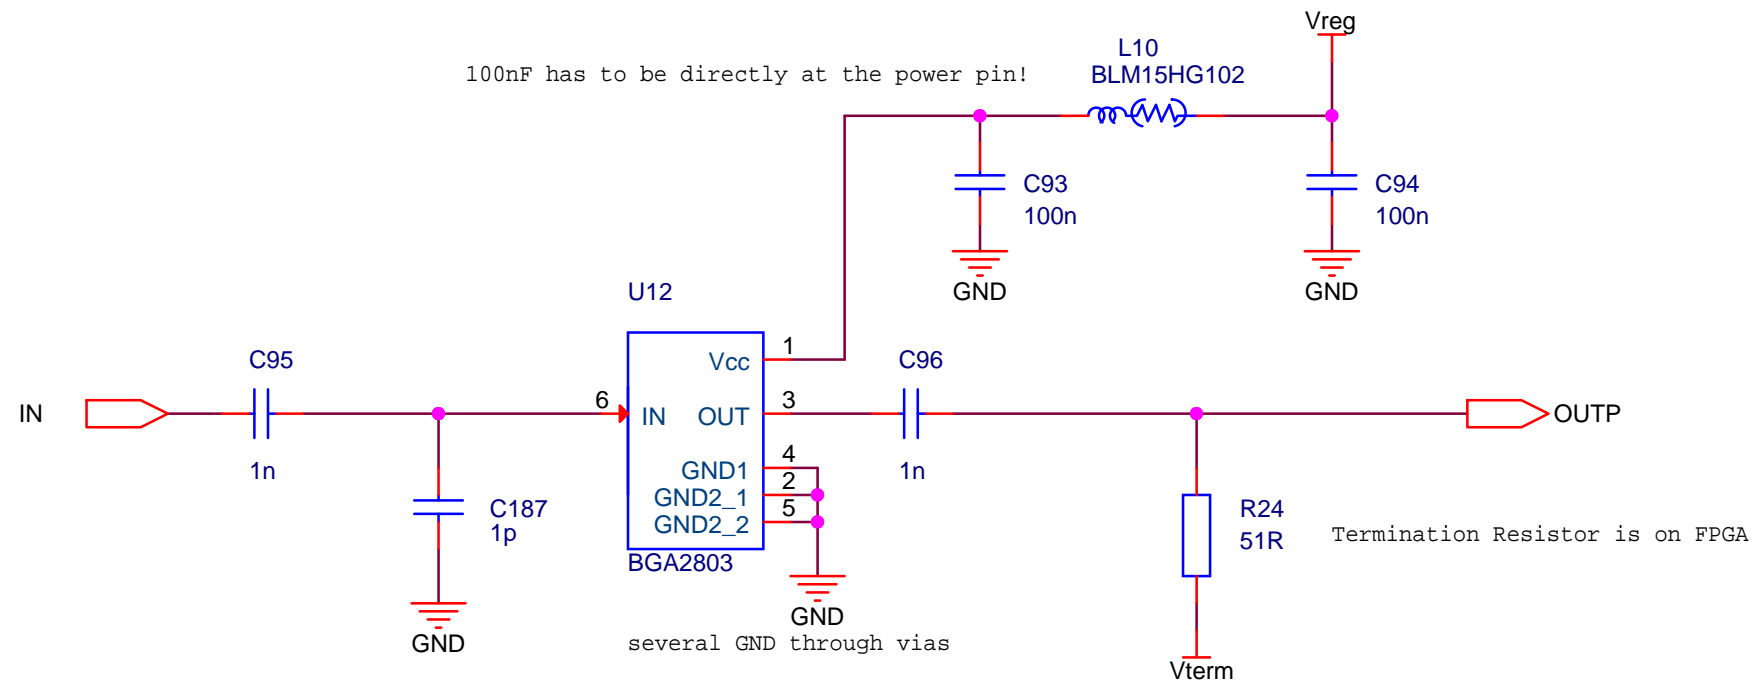 Vreg
L10
BLM15HG102
100nF has to be directly at the power pin!
C93
100n
C94
100n
GND
GND
U12
C95
1n
IN
6
IN
Vcc
1
OUT
3
GND1
4
GND2_1
2
GND2_2
5
BGA2803
C96
1n
OUTP
C187
1p
GND
GND
several GND through vias
R24
51R
Termination Resistor is on FPGA
Vterm